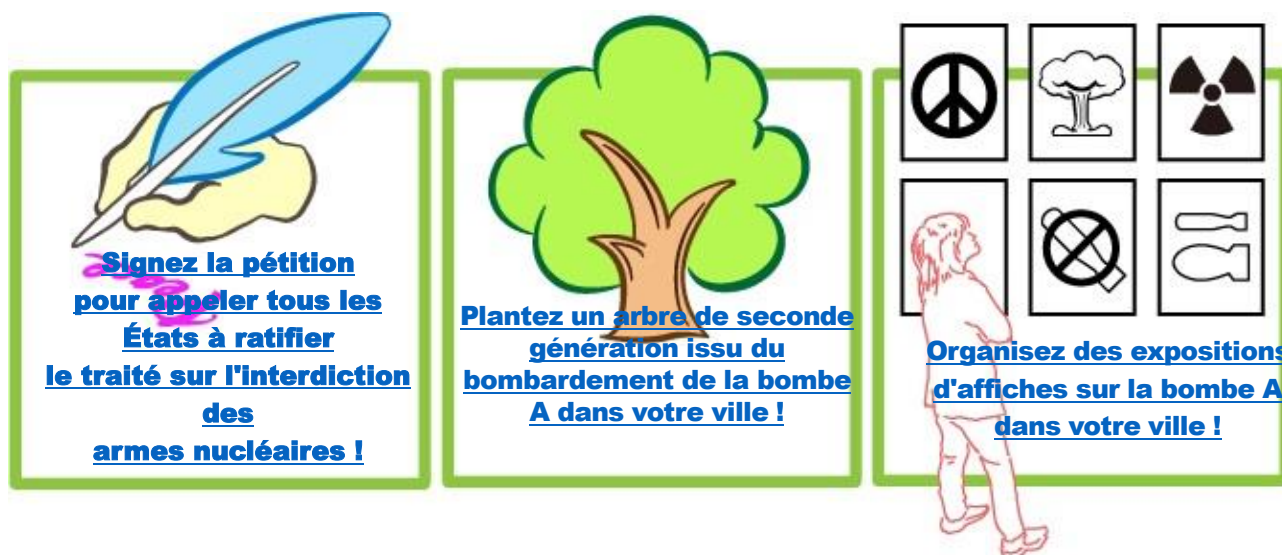 Signez la pétition
pour appeler tous les
États à ratifier
le traité sur l'interdiction
des
armes nucléaires !
Plantez un arbre de seconde
génération issu du
bombardement de la bombe
A dans votre ville !
Organisez des expositions
d'affiches sur la bombe A
dans votre ville !